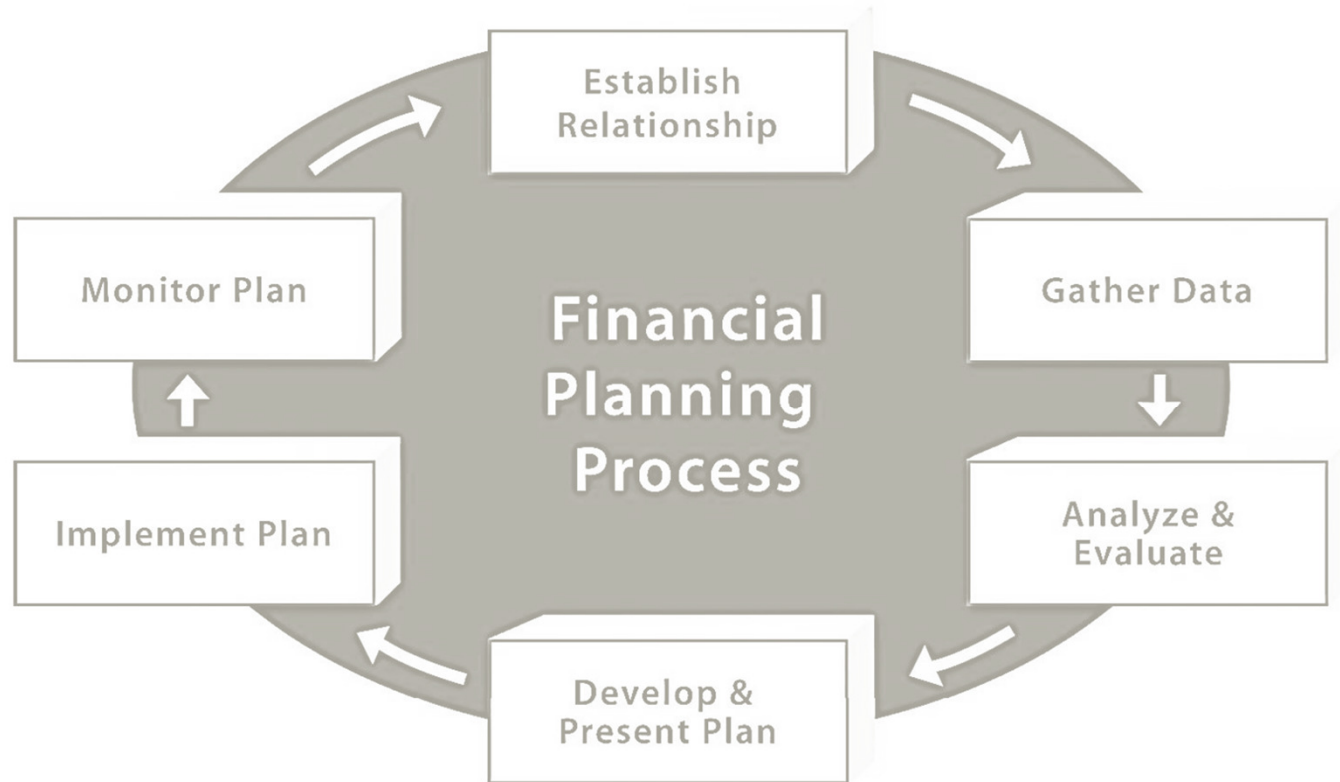 Establish
Relationship
Gather Data
Analyze &
Evaluate
Develop &
Present Plan
Implement Plan
Monitor Plan
Financial
Planning
Process